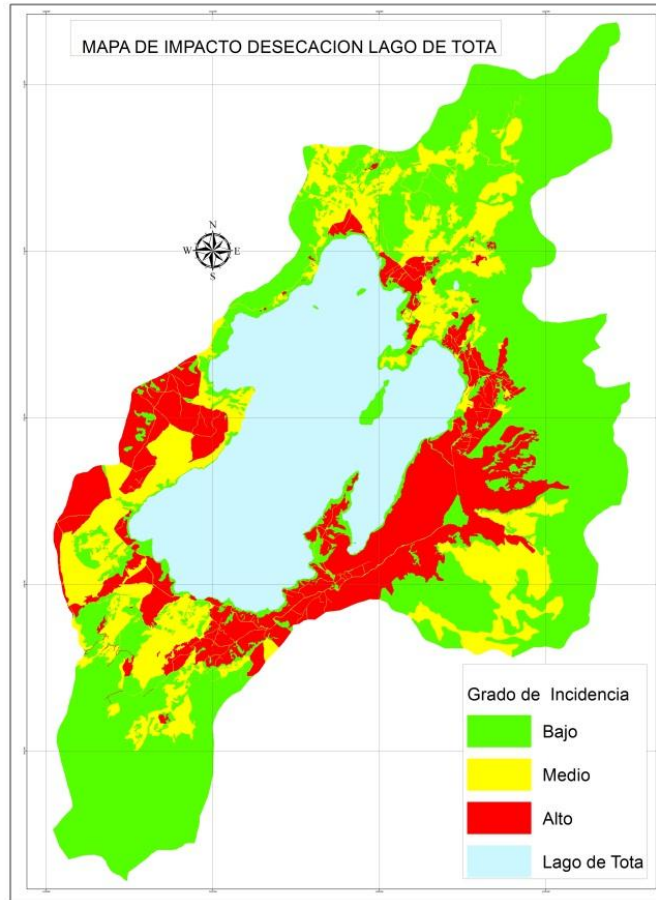 MAPA DE IMPACTO DESECACION LAGO DE TOTA
N
W E
S
Grado de Incidencia
Bajo
Medio
Alto
Lago de Tota